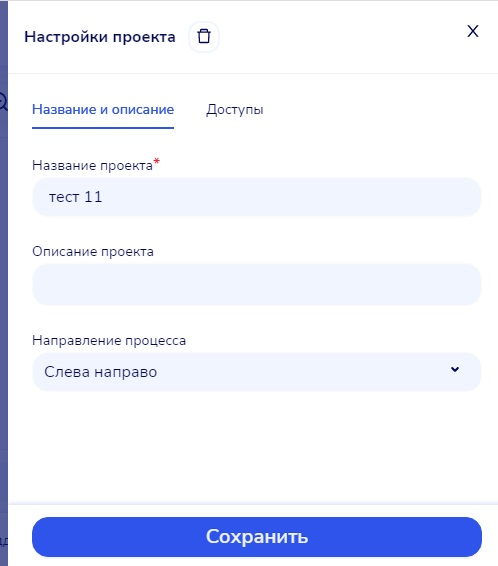 Настройки проекта
X
Название и описание
Доступы
Название проекта*
тест 11
Описание проекта
Направление процесса
Слева направо
Сохранить